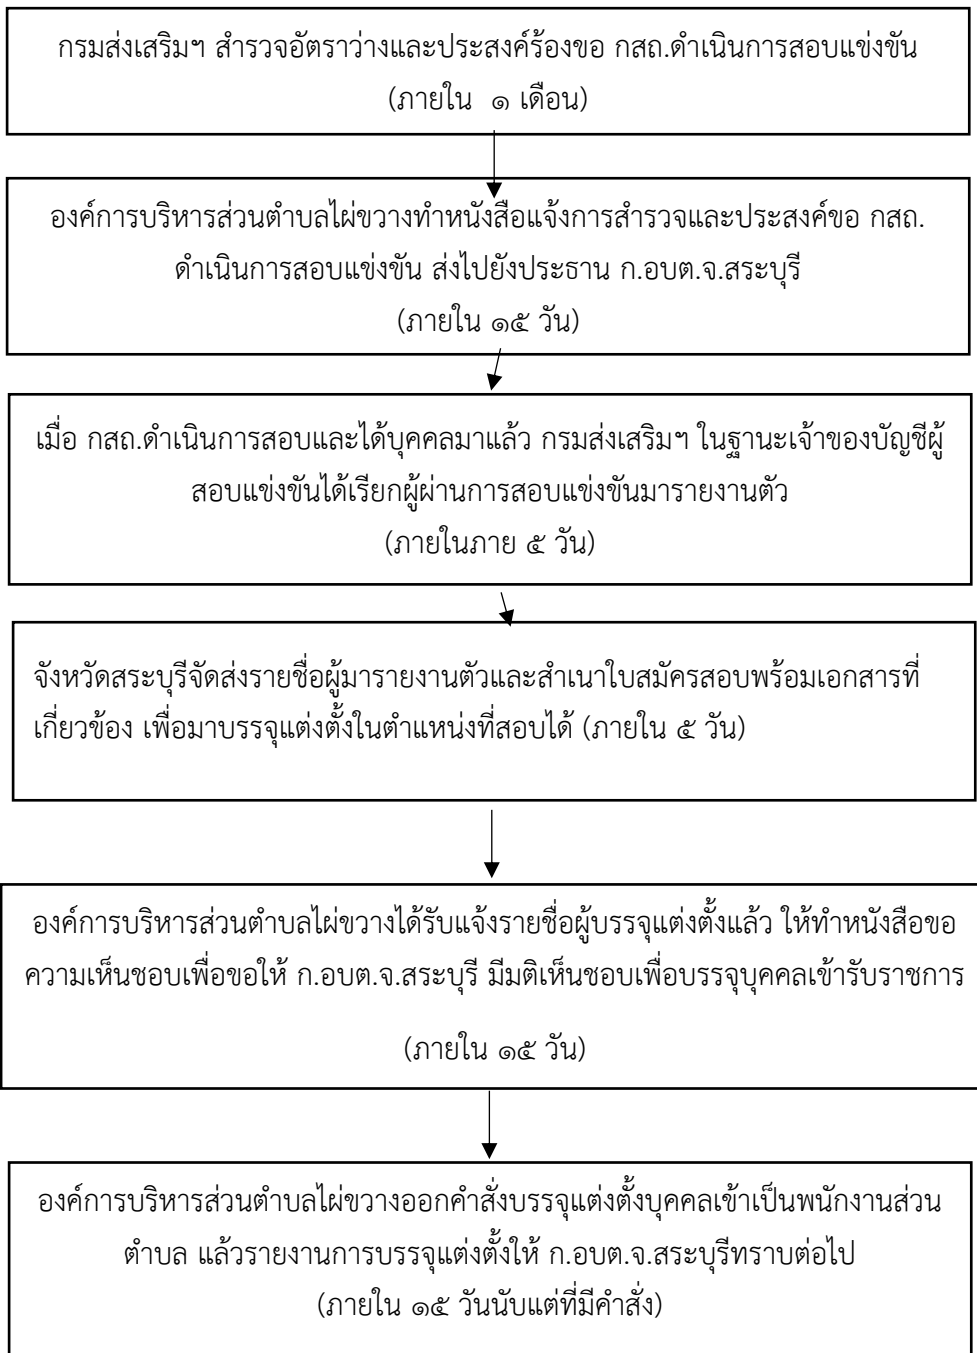 กรมส่งเสริมฯ สำรวจอัตราว่างและประสงค์ร้องขอ กสถ.ดำเนินการสอบแข่งขัน
(ภายใน ๑ เดือน)
องค์การบริหารส่วนตำบลไผ่ขวางทำหนังสือแจ้งการสำรวจและประสงค์ขอ กสถ.
ดำเนินการสอบแข่งขัน ส่งไปยังประธาน ก.อบต.จ.สระบุรี
(ภายใน ๑๕ วัน)
เมื่อ กสถ.ดำเนินการสอบและได้บุคคลมาแล้ว กรมส่งเสริมฯ ในฐานะเจ้าของบัญชีผู้
สอบแข่งขันได้เรียกผู้ผ่านการสอบแข่งขันมารายงานตัว
(ภายในภาย ๕ วัน)
จังหวัดสระบุรีจัดส่งรายชื่อผู้มารายงานตัวและสำเนาใบสมัครสอบพร้อมเอกสารที่
เกี่ยวข้อง เพื่อมาบรรจุแต่งตั้งในตำแหน่งที่สอบได้ (ภายใน ๕ วัน)
องค์การบริหารส่วนตำบลไผ่ขวางได้รับแจ้งรายชื่อผู้บรรจุแต่งตั้งแล้ว ให้ทำหนังสือขอ
ความเห็นชอบเพื่อขอให้ ก.อบต.จ.สระบุรี มีมติเห็นชอบเพื่อบรรจุบุคคลเข้ารับราชการ
(ภายใน ๑๕ วัน)
องค์การบริหารส่วนตำบลไผ่ขวางออกคำสั่งบรรจุแต่งตั้งบุคคลเข้าเป็นพนักงานส่วน
ตำบล แล้วรายงานการบรรจุแต่งตั้งให้ ก.อบต.จ.สระบุรีทราบต่อไป
(ภายใน ๑๕ วันนับแต่ที่มีคำสั่ง)